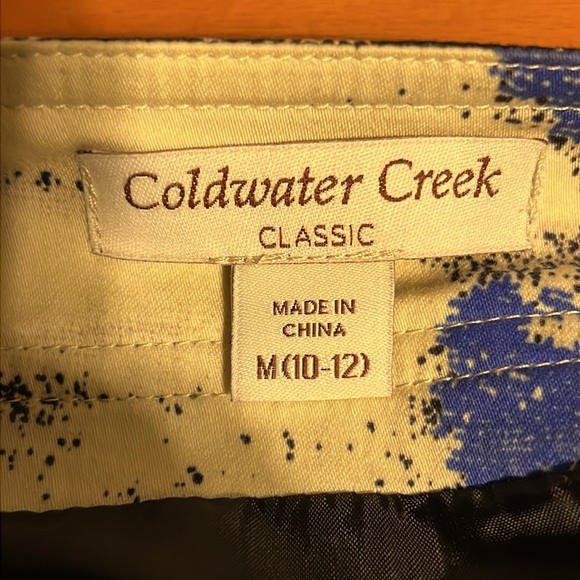 Coldwater Creek
CLASSIC
MADE IN
CHINA
M(10-12)